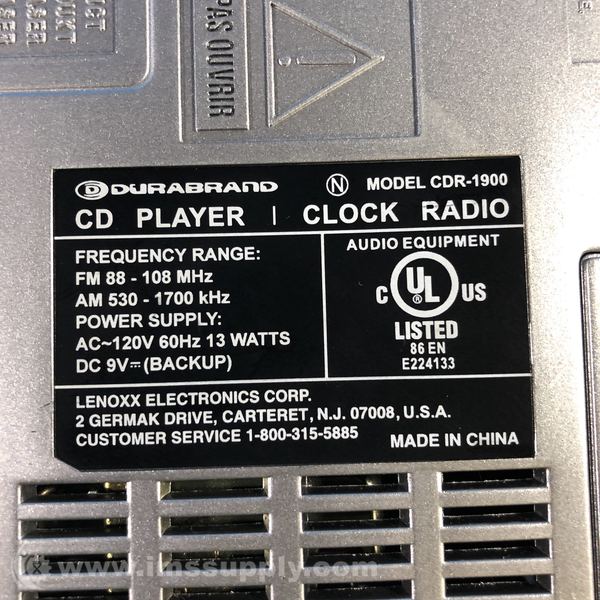 PAS OUVAIR
D DURABRAND N MODEL CDR-1900
CD PLAYER | CLOCK RADIO
FREQUENCY RANGE:
FM 88 - 108 MHz
AM 530 - 1700 kHz
POWER SUPPLY:
AC~120V 60Hz 13 WATTS
DC 9V⎓(BACKUP)
AUDIO EQUIPMENT
C UL ® US
LISTED
86 EN
E224133
LENOXX ELECTRONICS CORP.
2 GERMAK DRIVE, CARTERET, N.J. 07008, U.S.A.
CUSTOMER SERVICE 1-800-315-5885
MADE IN CHINA
www.imssupply.com